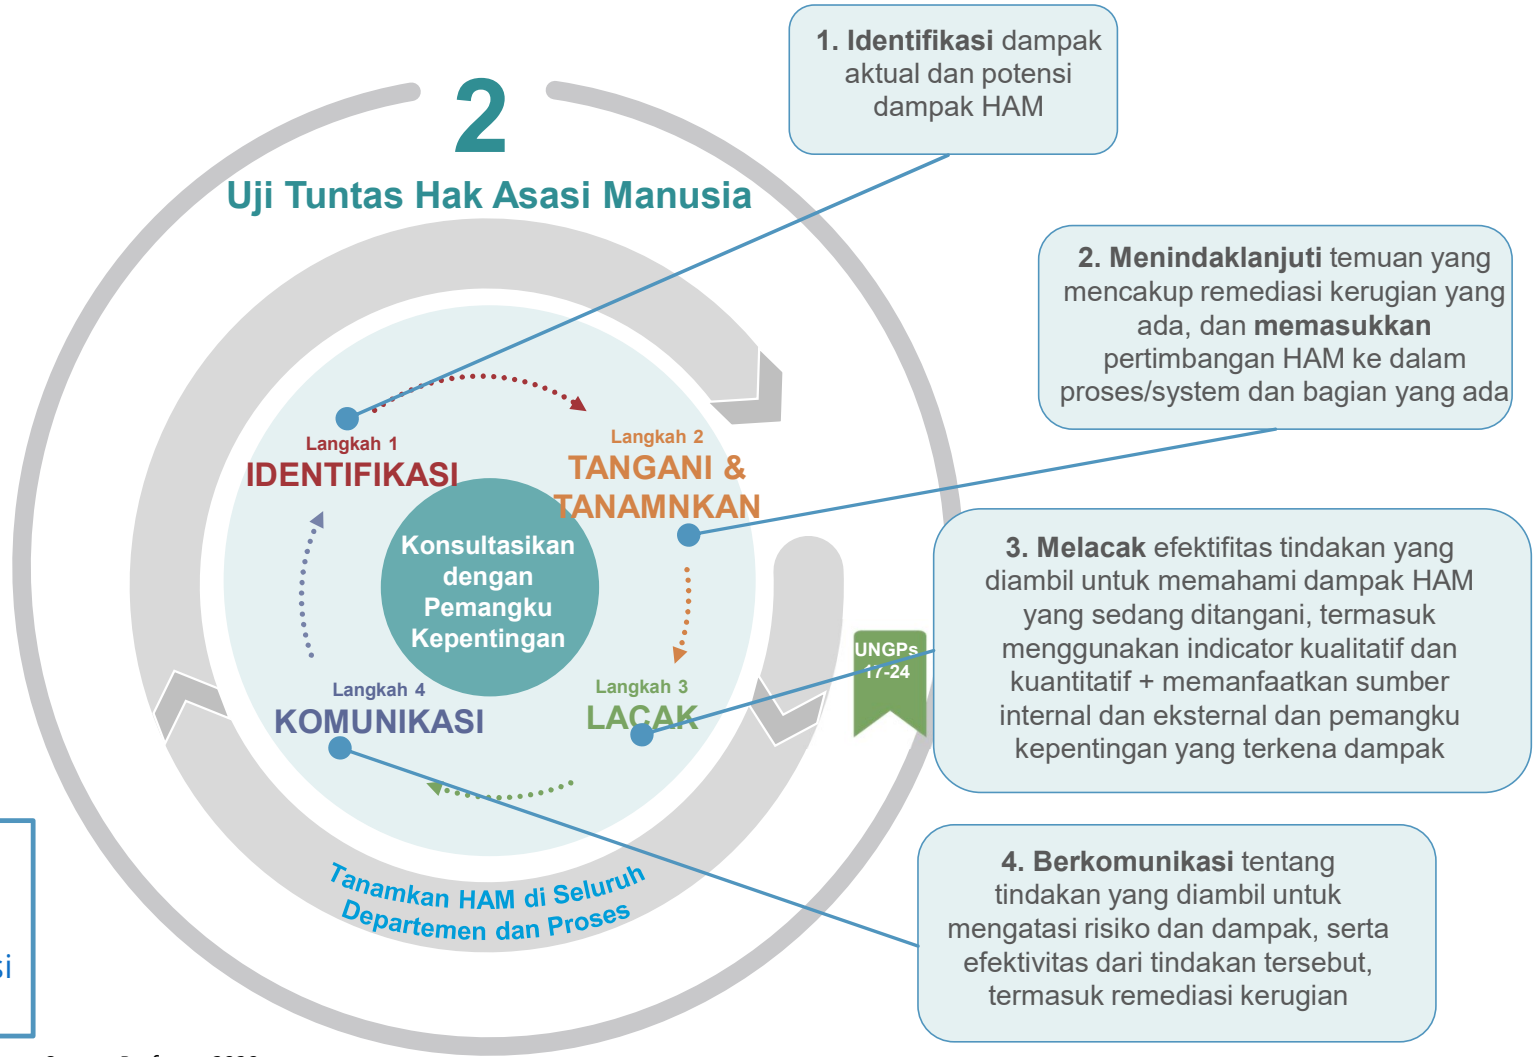 2
Uji Tuntas Hak Asasi Manusia
1. Identifikasi dampak
aktual dan potensi
dampak HAM
2. Menindaklanjuti temuan yang
mencakup remediasi kerugian yang
ada, dan memasukkan
pertimbangan HAM ke dalam
proses/system dan bagian yang ada
Langkah 1
IDENTIFIKASI
Langkah 2
TANGANI &
TANAMNKAN
Konsultasikan
dengan
Pemangku
Kepentingan
Langkah 4
KOMUNIKASI
Langkah 3
LACAK
UNGPs
17-24
3. Melacak efektifitas tindakan yang
diambil untuk memahami dampak HAM
yang sedang ditangani, termasuk
menggunakan indicator kualitatif dan
kuantitatif + memanfaatkan sumber
internal dan eksternal dan pemangku
kepentingan yang terkena dampak
Tanamkan HAM di Seluruh
Departemen dan Proses
4. Berkomunikasi tentang
tindakan yang diambil untuk
mengatasi risiko dan dampak, serta
efektivitas dari tindakan tersebut,
termasuk remediasi kerugian
si